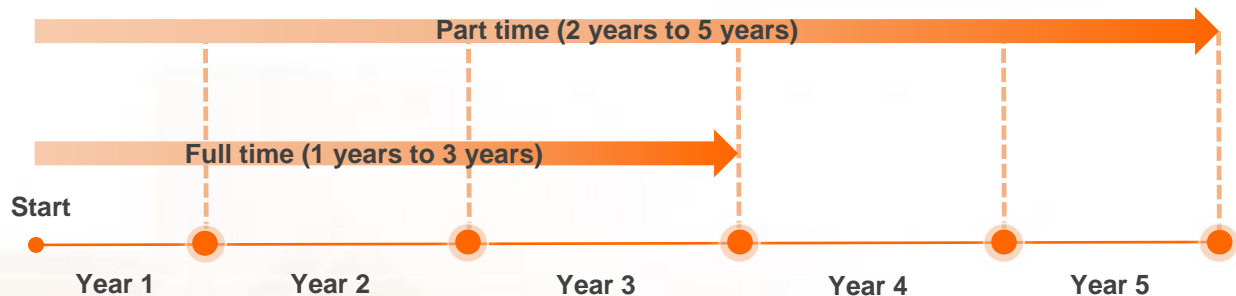 Part time (2 years to 5 years)
Full time (1 years to 3 years)
Start
Year 1
Year 2
Year 3
Year 4
Year 5